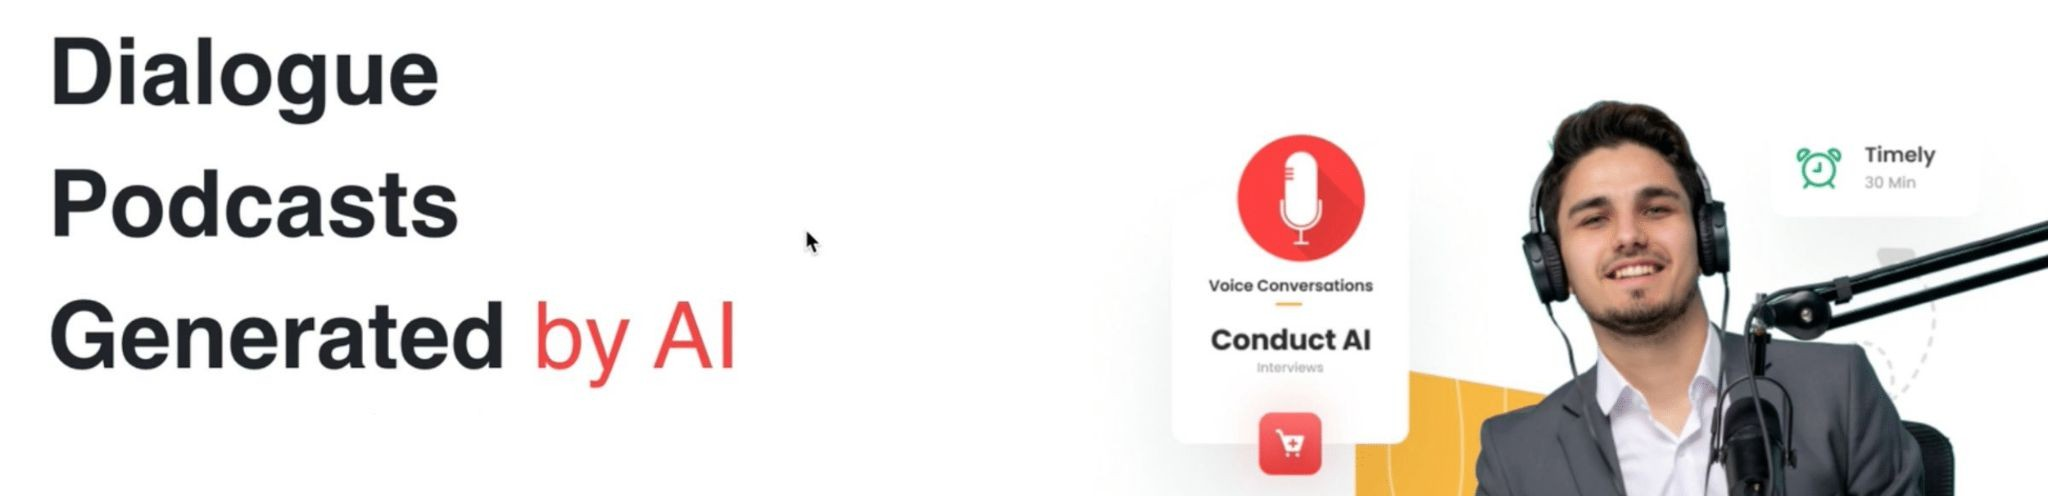 Dialogue
Podcasts
Generated by AI
Voice Conversations
Conduct AI
Interviews
Timely
30 Min